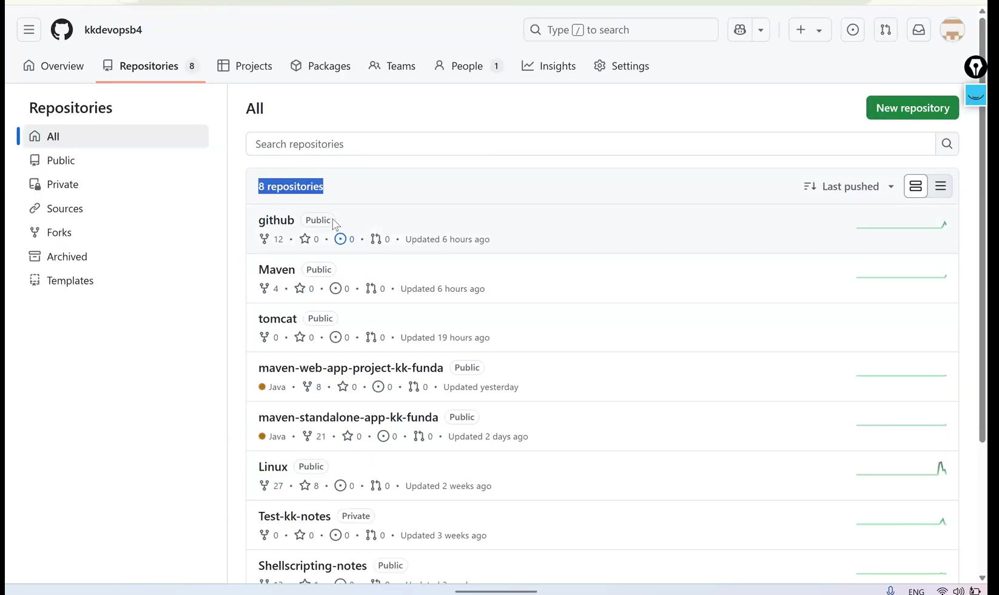 kkdevopsb4
Type / to search
Overview
Repositories 8
Projects
Packages
Teams
People 1
Insights
Settings
Repositories
All
Public
Private
Sources
Forks
Archived
Templates
All
New repository
Search repositories
8 repositories
Last pushed
github Public
12 • 0 • 0 • 0 • Updated 6 hours ago
Maven Public
4 • 0 • 0 • 0 • Updated 6 hours ago
tomcat Public
0 • 0 • 0 • 0 • Updated 19 hours ago
maven-web-app-project-kk-funda Public
Java • 8 • 0 • 0 • 0 • Updated yesterday
maven-standalone-app-kk-funda Public
Java • 21 • 0 • 0 • 0 • Updated 2 days ago
Linux Public
27 • 8 • 0 • 0 • Updated 2 weeks ago
Test-kk-notes Private
0 • 0 • 0 • 0 • Updated 3 weeks ago
Shellscripting-notes Public
ENG